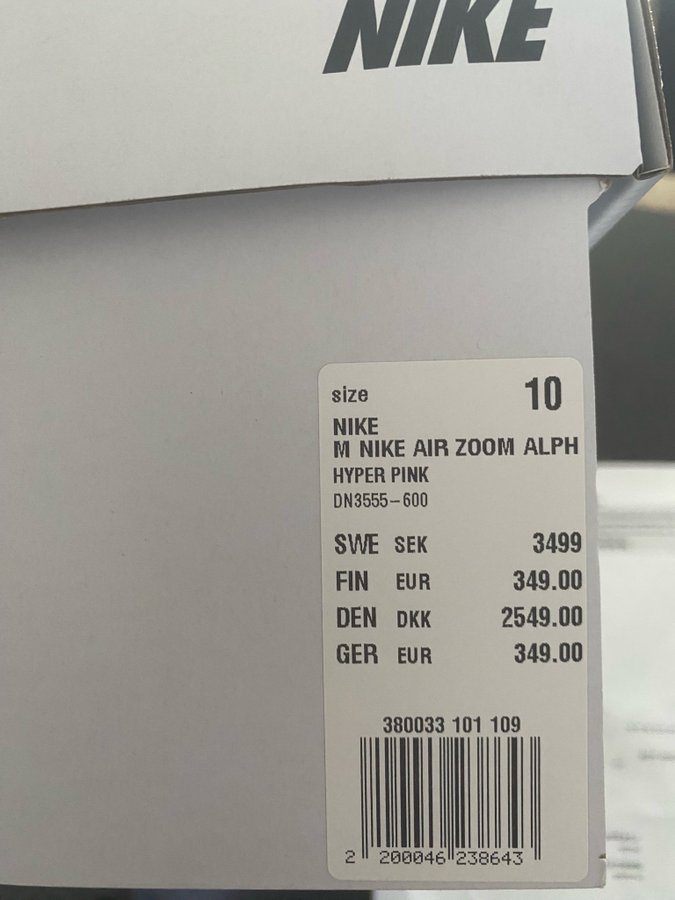 NIKE
size 10
NIKE
M NIKE AIR ZOOM ALPH
HYPER PINK
DN3555-600
SWE SEK 3499
FIN EUR 349.00
DEN DKK 2549.00
GER EUR 349.00
380033 101 109
2 200046 238643